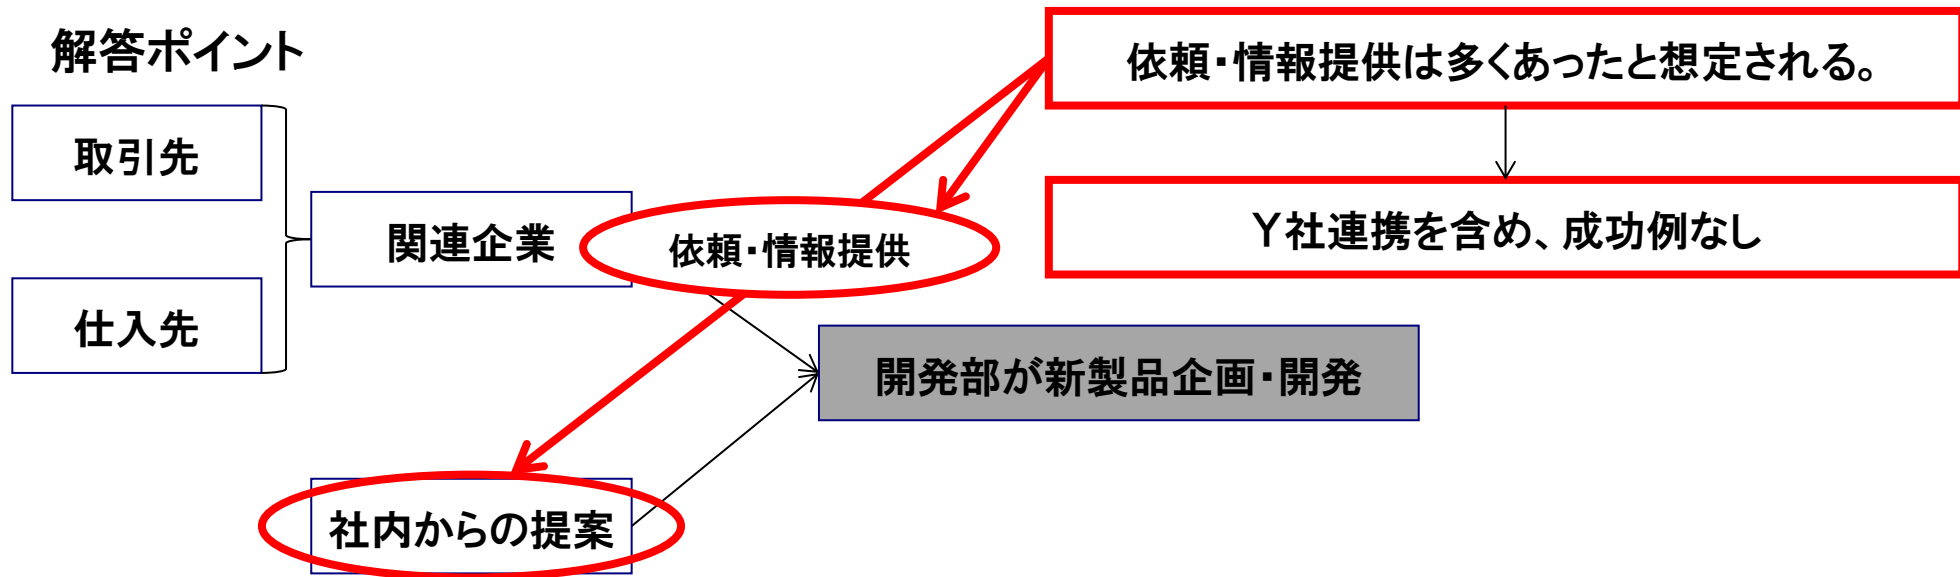 解答ポイント
依頼・情報提供は多くあったと想定される。
取引先
Y社連携を含め、成功例なし
関連企業
依頼・情報提供
仕入先
開発部が新製品企画・開発
社内からの提案